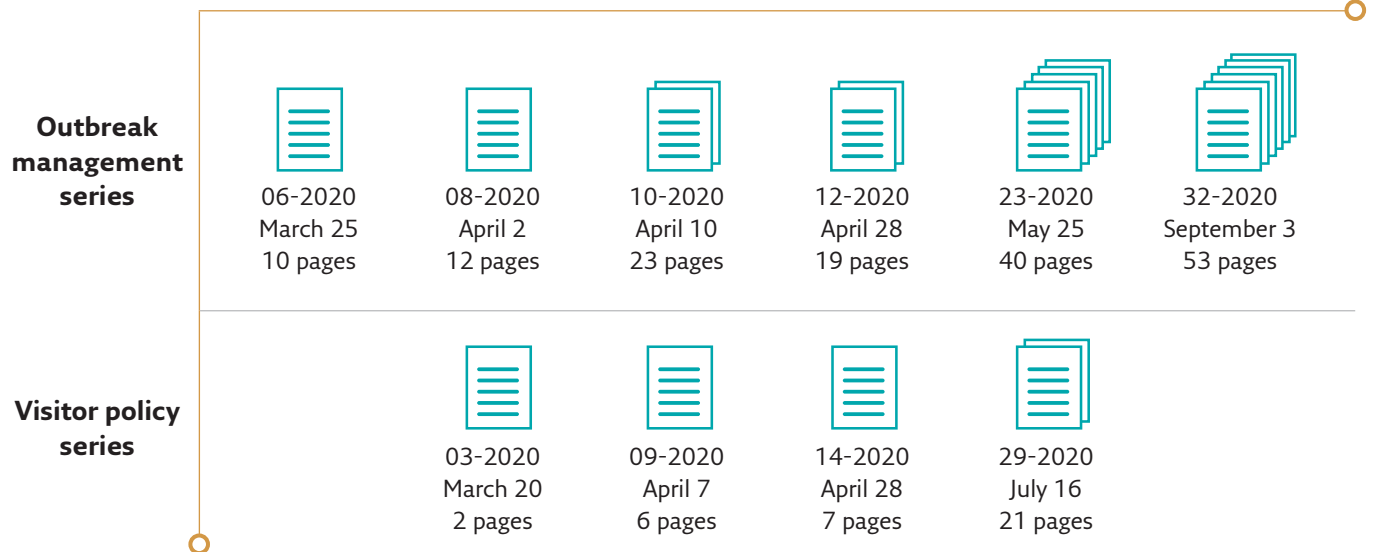 Outbreak
management
series
06-2020
March 25
10 pages
08-2020
April 2
12 pages
10-2020
April 10
23 pages
12-2020
April 28
19 pages
23-2020
May 25
40 pages
32-2020
September 3
53 pages
Visitor policy
series
03-2020
March 20
2 pages
09-2020
April 7
6 pages
14-2020
April 28
7 pages
29-2020
July 16
21 pages